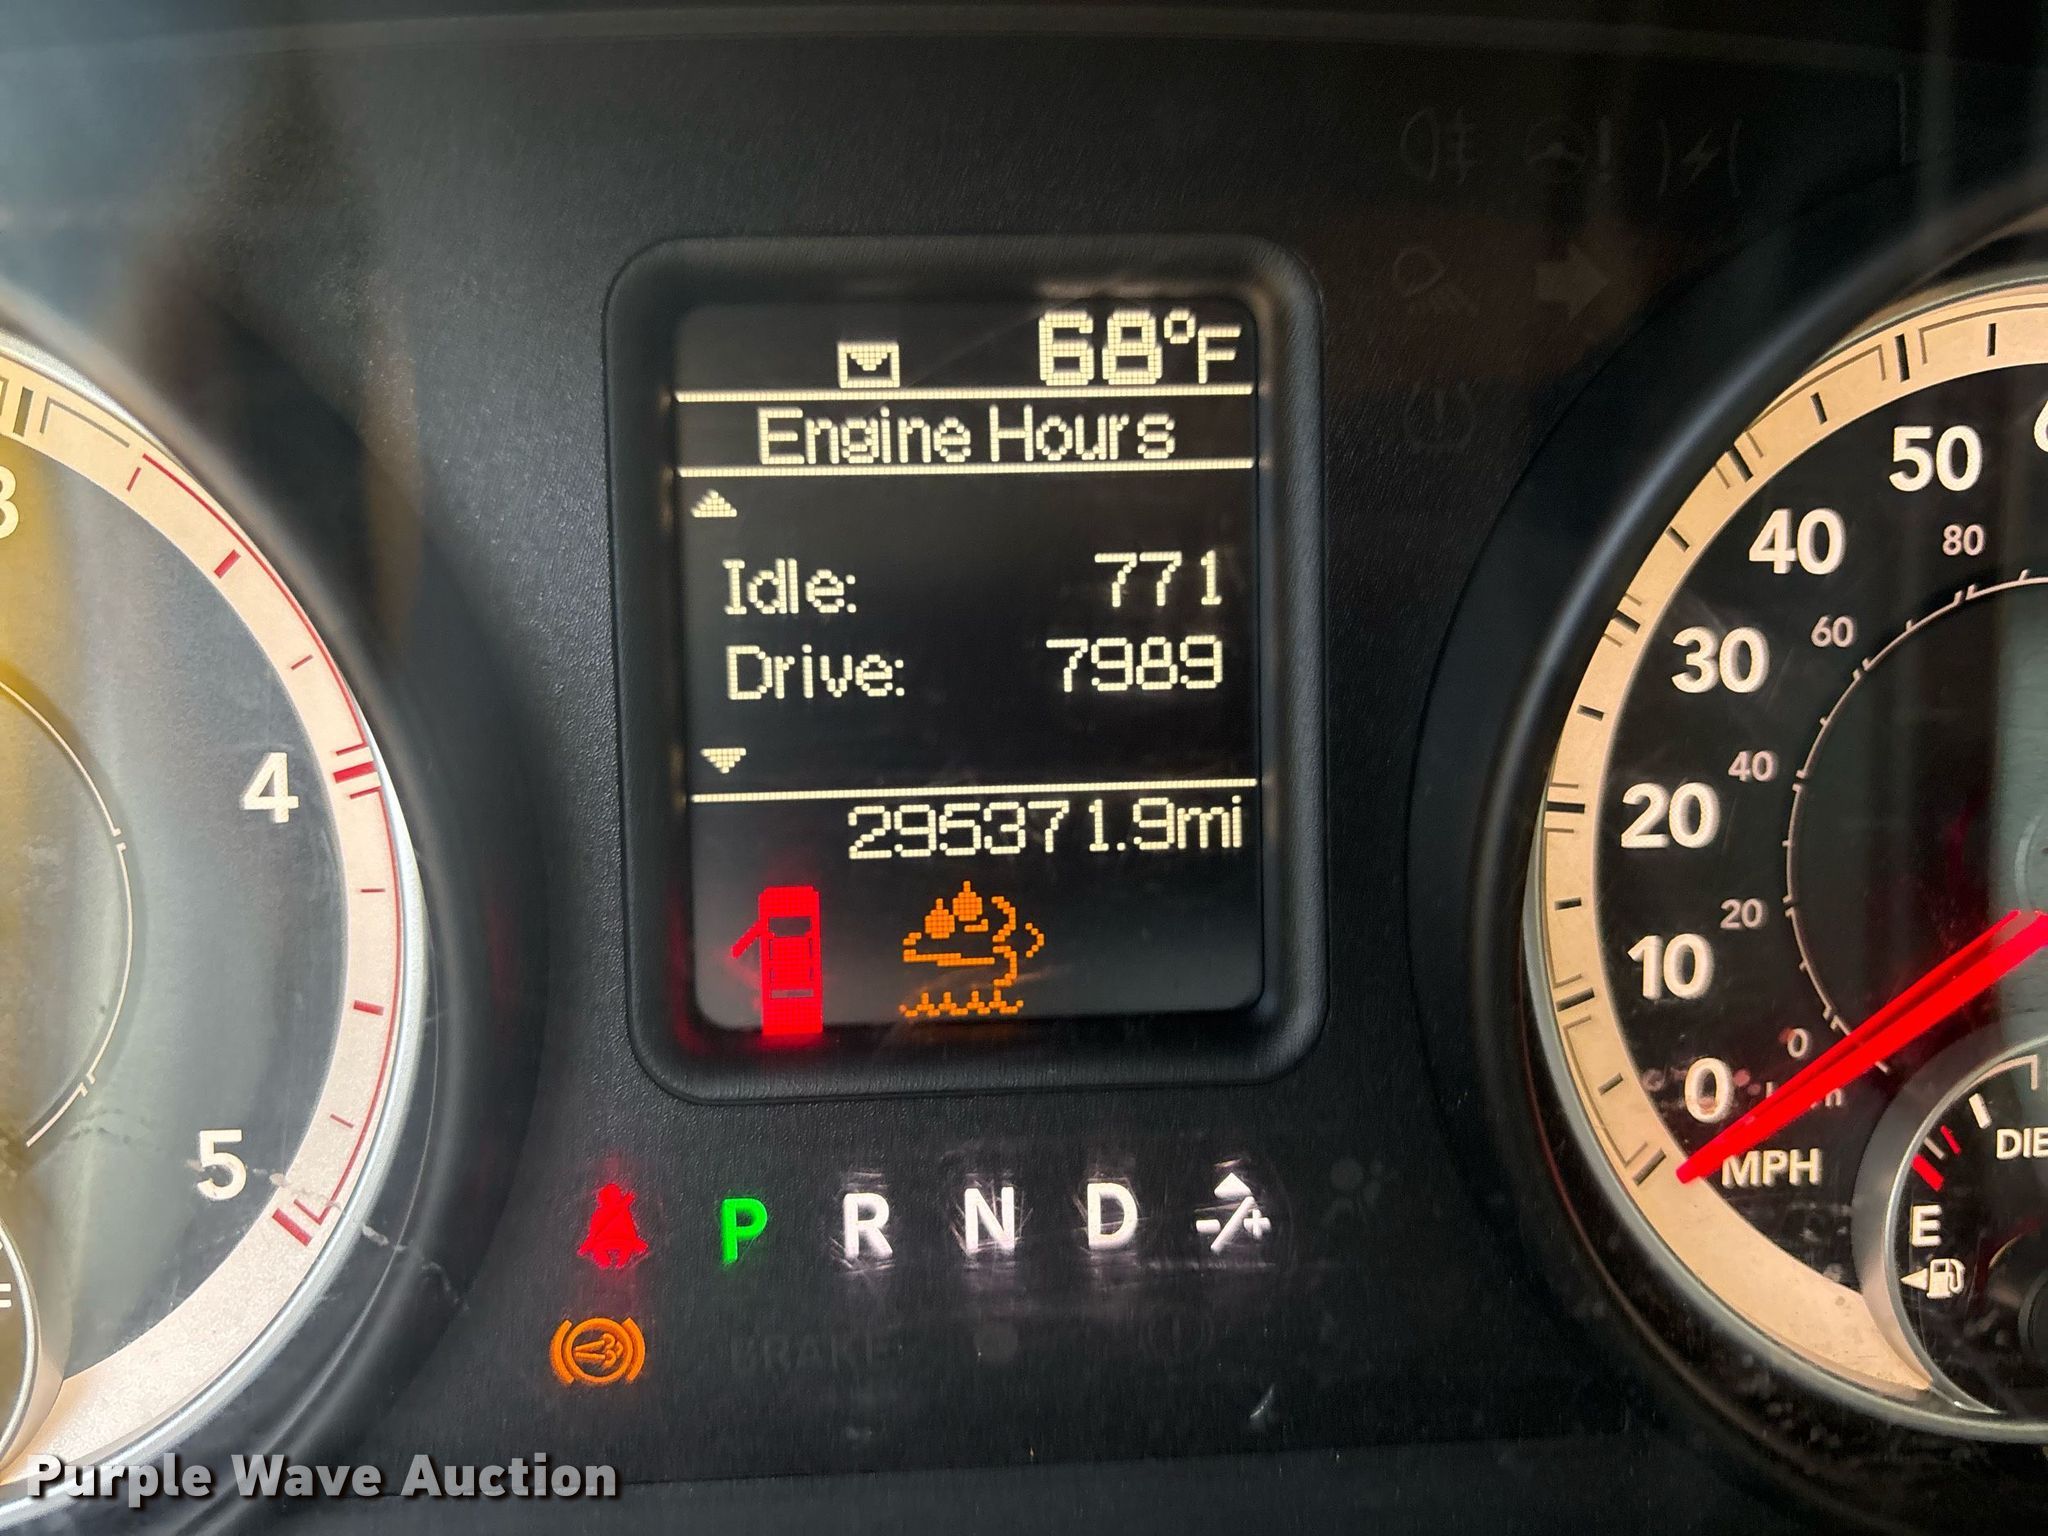 68°F
Engine Hours
Idle: 771
Drive: 7989
295371.9mi
P R N D - +
BRAKE
3
4
5
50
40
30
20
10
0
MPH
80
60
40
20
0
E
Purple Wave Auction